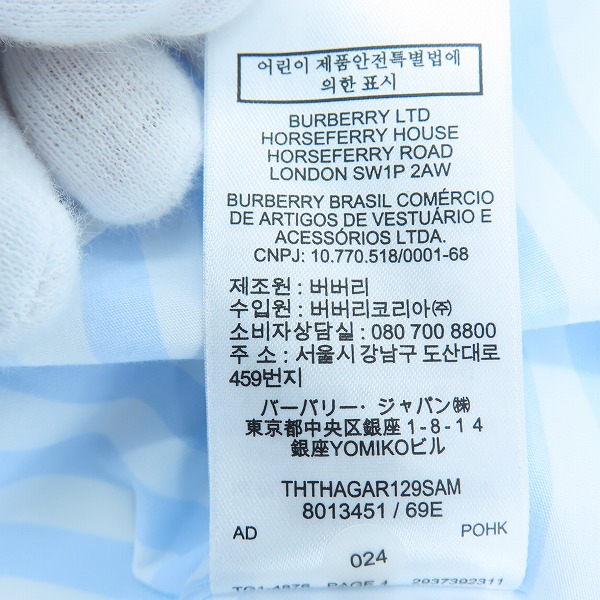 어린이 제품안전특별법에
의한 표시
BURBERRY LTD
HORSEFERRY HOUSE
HORSEFERRY ROAD
LONDON SW1P 2AW
BURBERRY BRASIL COMÉRCIO
DE ARTIGOS DE VESTUÁRIO E
ACESSÓRIOS LTDA.
CNPJ: 10.770.518/0001-68
제조원 : 버버리
수입원 : 버버리코리아㈜
소비자상담실 : 080 700 8800
주 소 : 서울시 강남구 도산대로
459번지
バーバリー・ジャパン㈱
東京都中央区銀座 1 - 8 - 1 4
銀座YOMIKOビル
THTHAGAR129SAM
8013451 / 69E
AD POHK
024
PAGE 4 2937392311